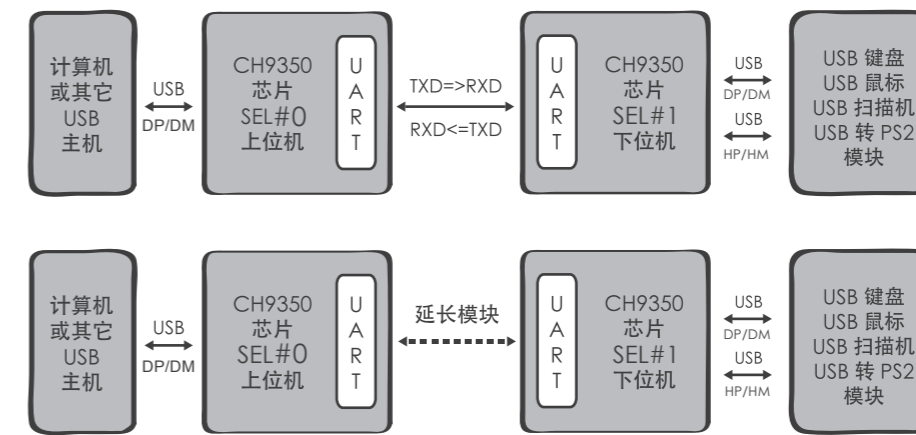 计算机
或其它
USB
主机
USB
DP/DM
CH9350
芯片
SEL#0
上位机
U
A
R
T
TXD=>RXD
RXD<=TXD
U
A
R
T
CH9350
芯片
SEL#1
下位机
USB
DP/DM
USB
HP/HM
USB 键盘
USB 鼠标
USB 扫描机
USB 转 PS2
模块
计算机
或其它
USB
主机
USB
DP/DM
CH9350
芯片
SEL#0
上位机
U
A
R
T
延长模块
U
A
R
T
CH9350
芯片
SEL#1
下位机
USB
DP/DM
USB
HP/HM
USB 键盘
USB 鼠标
USB 扫描机
USB 转 PS2
模块